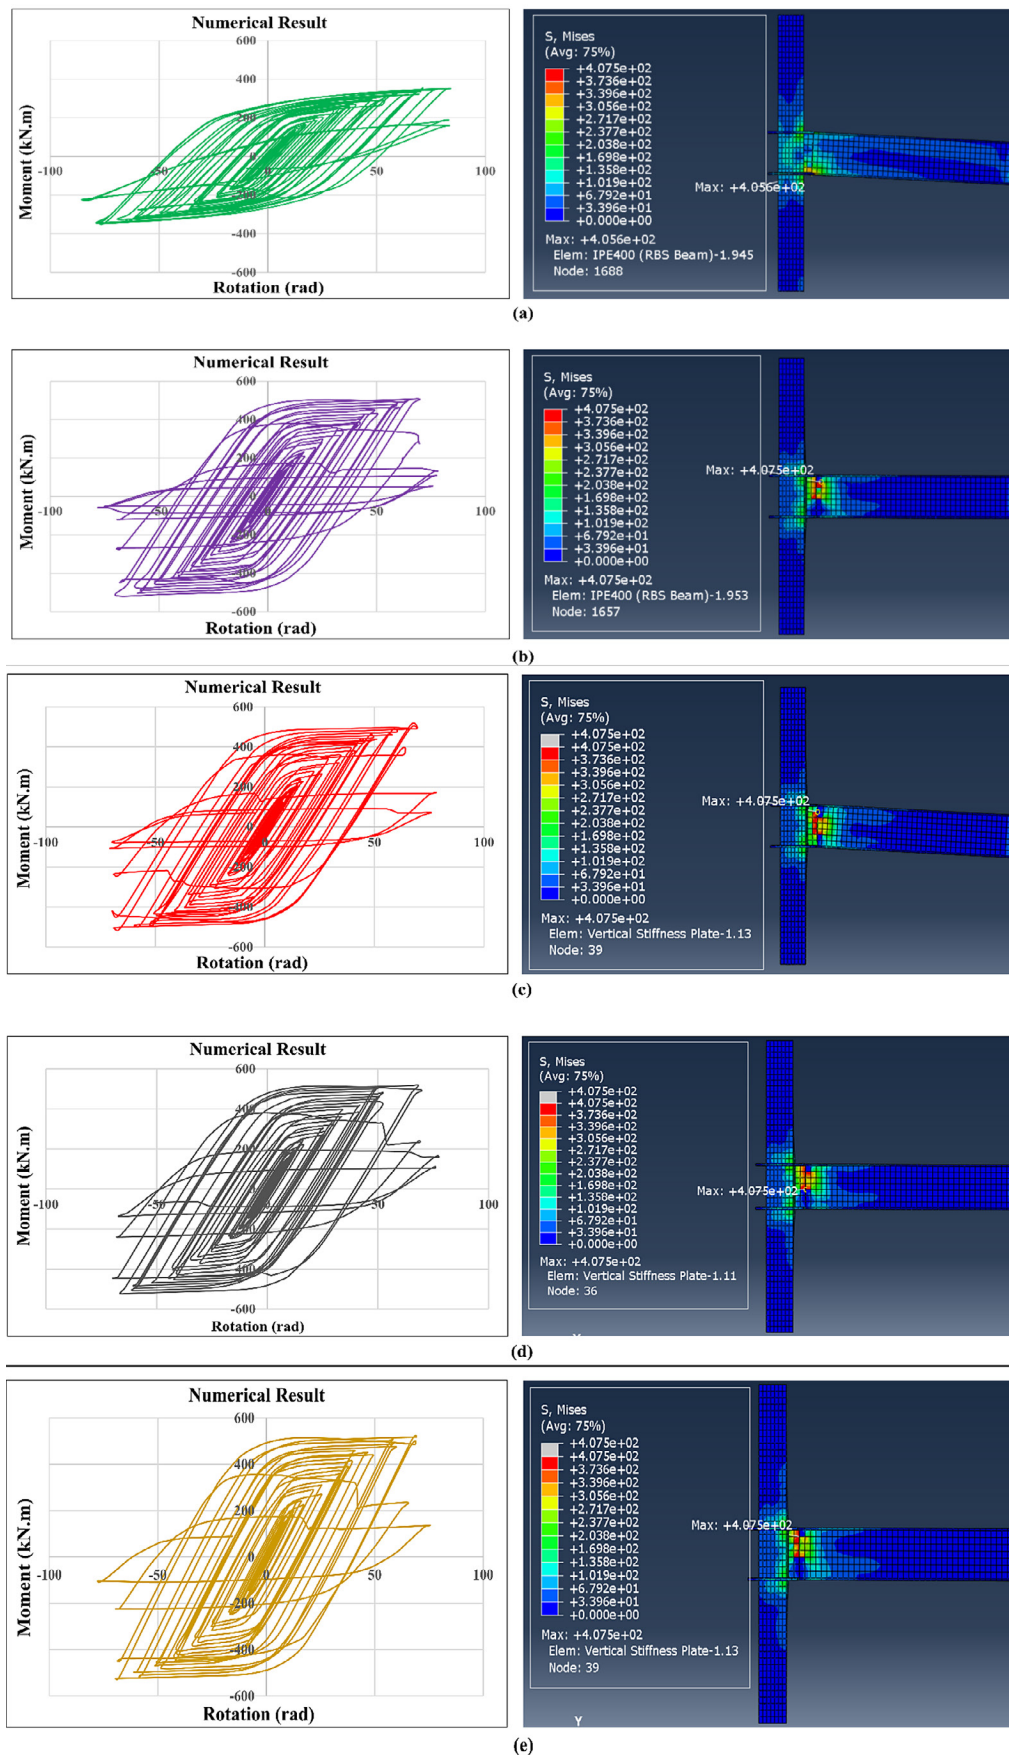 Numerical Result
600
400
200
0
-100
-50
0
50
100
-200
-400
-600
Moment (kN.m)
Rotation (rad)
S, Mises
(Avg: 75%)
+4.075e+02
+3.736e+02
+3.396e+02
+3.056e+02
+2.717e+02
+2.377e+02
+2.038e+02
+1.698e+02
+1.358e+02
+1.019e+02
+6.792e+01
+3.396e+01
+0.000e+00
Max: +4.056e+02
Elem: IPE400 (RBS Beam)-1.945
Node: 1688
Max: +4.056e+02
(a)
Numerical Result
600
400
200
0
-100
-50
0
50
100
-200
-400
-600
Moment (kN.m)
Rotation (rad)
S, Mises
(Avg: 75%)
+4.075e+02
+3.736e+02
+3.396e+02
+3.056e+02
+2.717e+02
+2.377e+02
+2.038e+02
+1.698e+02
+1.358e+02
+1.019e+02
+6.792e+01
+3.396e+01
+0.000e+00
Max: +4.075e+02
Elem: IPE400 (RBS Beam)-1.953
Node: 1657
Max: +4.075e+02
(b)
Numerical Result
600
400
200
0
-100
-50
0
50
100
-200
-400
-600
Moment (kN.m)
Rotation (rad)
S, Mises
(Avg: 75%)
+4.075e+02
+4.075e+02
+3.736e+02
+3.396e+02
+3.056e+02
+2.717e+02
+2.377e+02
+2.038e+02
+1.698e+02
+1.358e+02
+1.019e+02
+6.792e+01
+3.396e+01
+0.000e+00
Max: +4.075e+02
Elem: Vertical Stiffness Plate-1.13
Node: 39
Max: +4.075e+02
(c)
Numerical Result
600
400
200
0
-100
-50
0
50
100
-200
-400
-600
Moment (kN.m)
Rotation (rad)
S, Mises
(Avg: 75%)
+4.075e+02
+4.075e+02
+3.736e+02
+3.396e+02
+3.056e+02
+2.717e+02
+2.377e+02
+2.038e+02
+1.698e+02
+1.358e+02
+1.019e+02
+6.792e+01
+3.396e+01
+0.000e+00
Max: +4.075e+02
Elem: Vertical Stiffness Plate-1.11
Node: 36
Max: +4.075e+02
(d)
Numerical Result
600
400
200
0
-100
-50
0
50
100
-200
-400
-600
Moment (kN.m)
Rotation (rad)
S, Mises
(Avg: 75%)
+4.075e+02
+4.075e+02
+3.736e+02
+3.396e+02
+3.056e+02
+2.717e+02
+2.377e+02
+2.038e+02
+1.698e+02
+1.358e+02
+1.019e+02
+6.792e+01
+3.396e+01
+0.000e+00
Max: +4.075e+02
Elem: Vertical Stiffness Plate-1.13
Node: 39
Max: +4.075e+02
Y
(e)